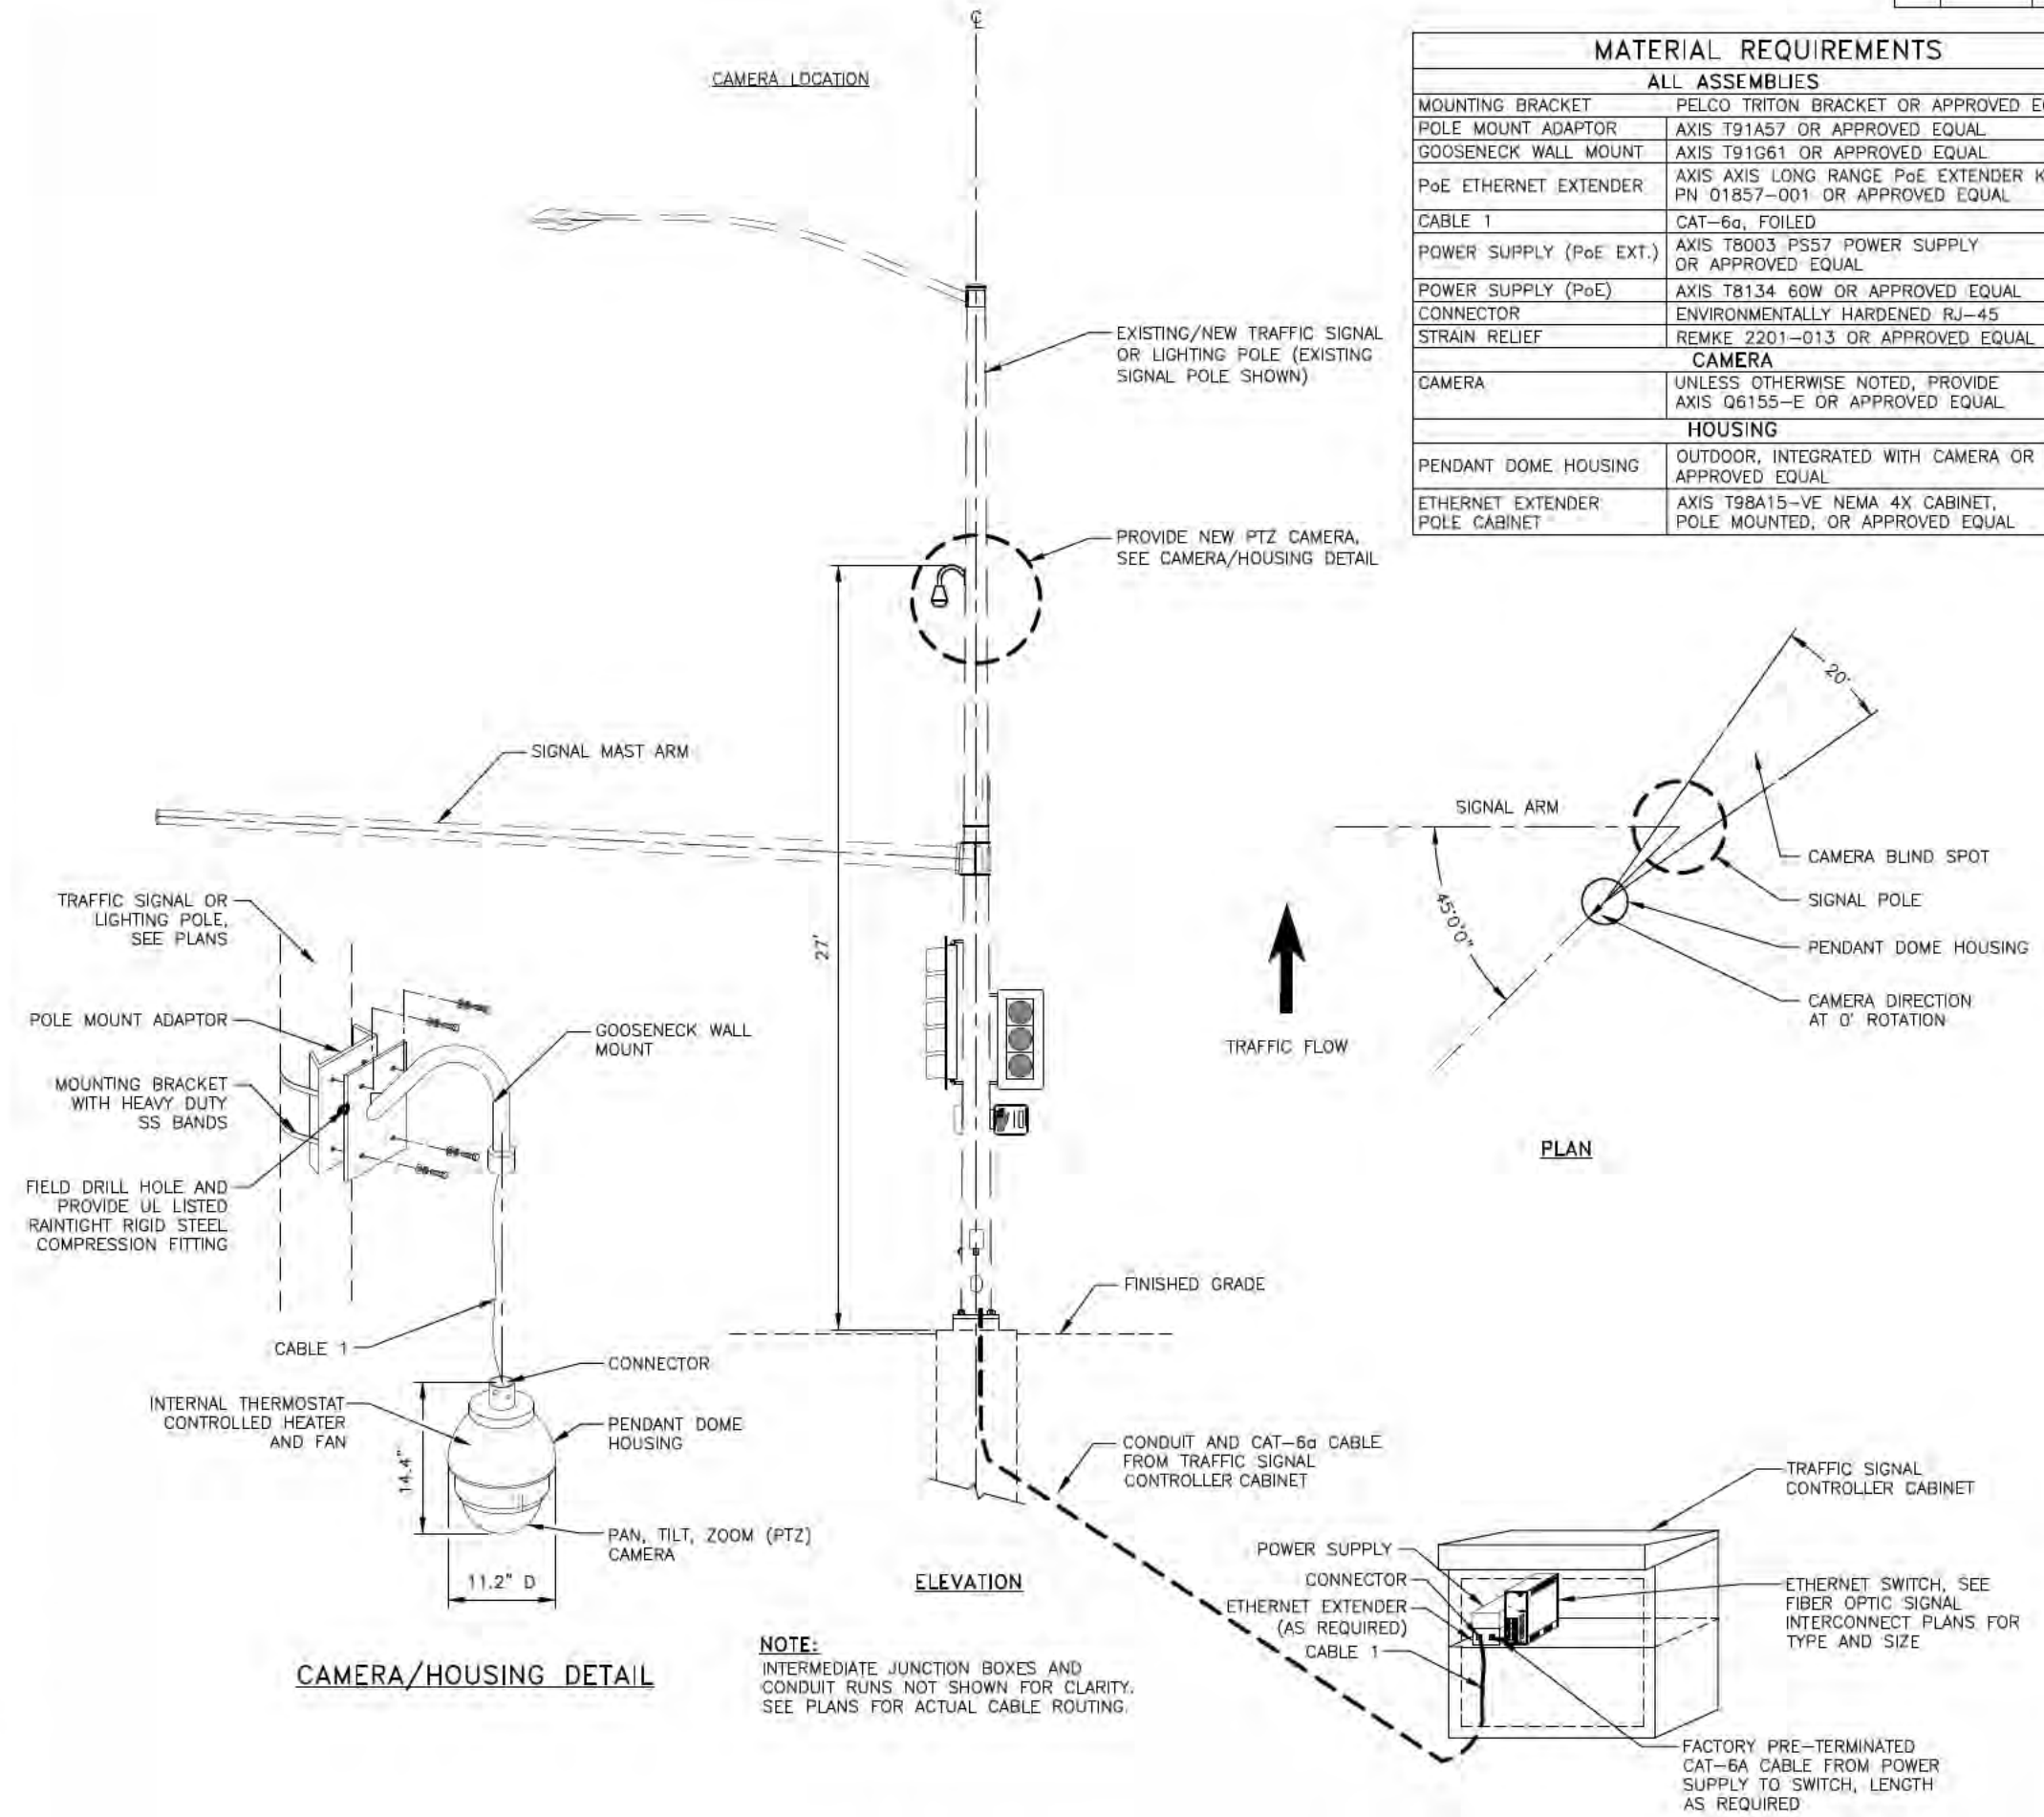 ℄
CAMERA LOCATION
MATERIAL REQUIREMENTS
ALL ASSEMBLIES
MOUNTING BRACKET PELCO TRITON BRACKET OR APPROVED
POLE MOUNT ADAPTOR AXIS T91A57 OR APPROVED EQUAL
GOOSENECK WALL MOUNT AXIS T91G61 OR APPROVED EQUAL
PoE ETHERNET EXTENDER AXIS AXIS LONG RANGE PoE EXTENDER
PN 01857-001 OR APPROVED EQUAL
CABLE 1 CAT-6a, FOILED
POWER SUPPLY (PoE EXT.) AXIS T8003 PS57 POWER SUPPLY
OR APPROVED EQUAL
POWER SUPPLY (PoE) AXIS T8134 60W OR APPROVED EQUAL
CONNECTOR ENVIRONMENTALLY HARDENED RJ-45
STRAIN RELIEF REMKE 2201-013 OR APPROVED EQUAL
CAMERA
CAMERA UNLESS OTHERWISE NOTED, PROVIDE
AXIS Q6155-E OR APPROVED EQUAL
HOUSING
PENDANT DOME HOUSING OUTDOOR, INTEGRATED WITH CAMERA OR
APPROVED EQUAL
ETHERNET EXTENDER
POLE CABINET
AXIS T98A15-VE NEMA 4X CABINET,
POLE MOUNTED, OR APPROVED EQUAL
EXISTING/NEW TRAFFIC SIGNAL
OR LIGHTING POLE (EXISTING
SIGNAL POLE SHOWN)
PROVIDE NEW PTZ CAMERA,
SEE CAMERA/HOUSING DETAIL
SIGNAL MAST ARM
27'
FINISHED GRADE
CONDUIT AND CAT-6a CABLE
FROM TRAFFIC SIGNAL
CONTROLLER CABINET
ELEVATION
20°
SIGNAL ARM
45°0'0"
CAMERA BLIND SPOT
SIGNAL POLE
PENDANT DOME HOUSING
CAMERA DIRECTION
AT 0° ROTATION
TRAFFIC FLOW
PLAN
TRAFFIC SIGNAL OR
LIGHTING POLE,
SEE PLANS
POLE MOUNT ADAPTOR
MOUNTING BRACKET
WITH HEAVY DUTY
SS BANDS
FIELD DRILL HOLE AND
PROVIDE UL LISTED
RAINTIGHT RIGID STEEL
COMPRESSION FITTING
GOOSENECK WALL
MOUNT
CABLE 1
CONNECTOR
INTERNAL THERMOSTAT
CONTROLLED HEATER
AND FAN
PENDANT DOME
HOUSING
14.4"
PAN, TILT, ZOOM (PTZ)
CAMERA
11.2" D
CAMERA/HOUSING DETAIL
NOTE:
INTERMEDIATE JUNCTION BOXES AND
CONDUIT RUNS NOT SHOWN FOR CLARITY.
SEE PLANS FOR ACTUAL CABLE ROUTING.
TRAFFIC SIGNAL
CONTROLLER CABINET
POWER SUPPLY
CONNECTOR
ETHERNET EXTENDER
(AS REQUIRED)
CABLE 1
ETHERNET SWITCH, SEE
FIBER OPTIC SIGNAL
INTERCONNECT PLANS FOR
TYPE AND SIZE
FACTORY PRE-TERMINATED
CAT-6A CABLE FROM POWER
SUPPLY TO SWITCH, LENGTH
AS REQUIRED